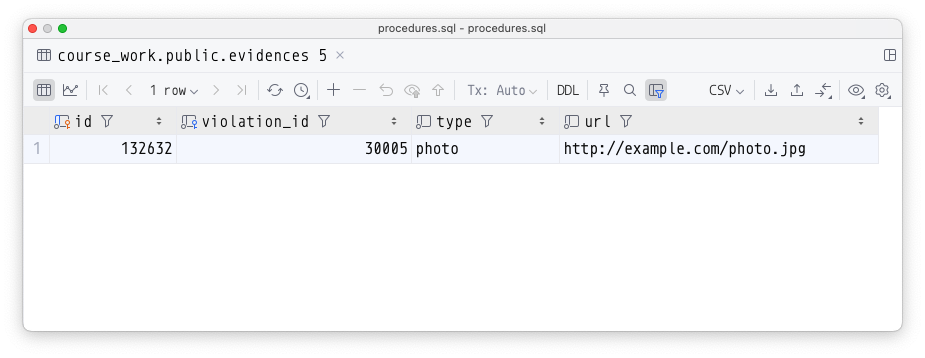 procedures.sql – procedures.sql
course_work.public.evidences 5
1 row Tx: Auto DDL CSV
id violation_id type url
1 132632 30005 photo http://example.com/photo.jpg